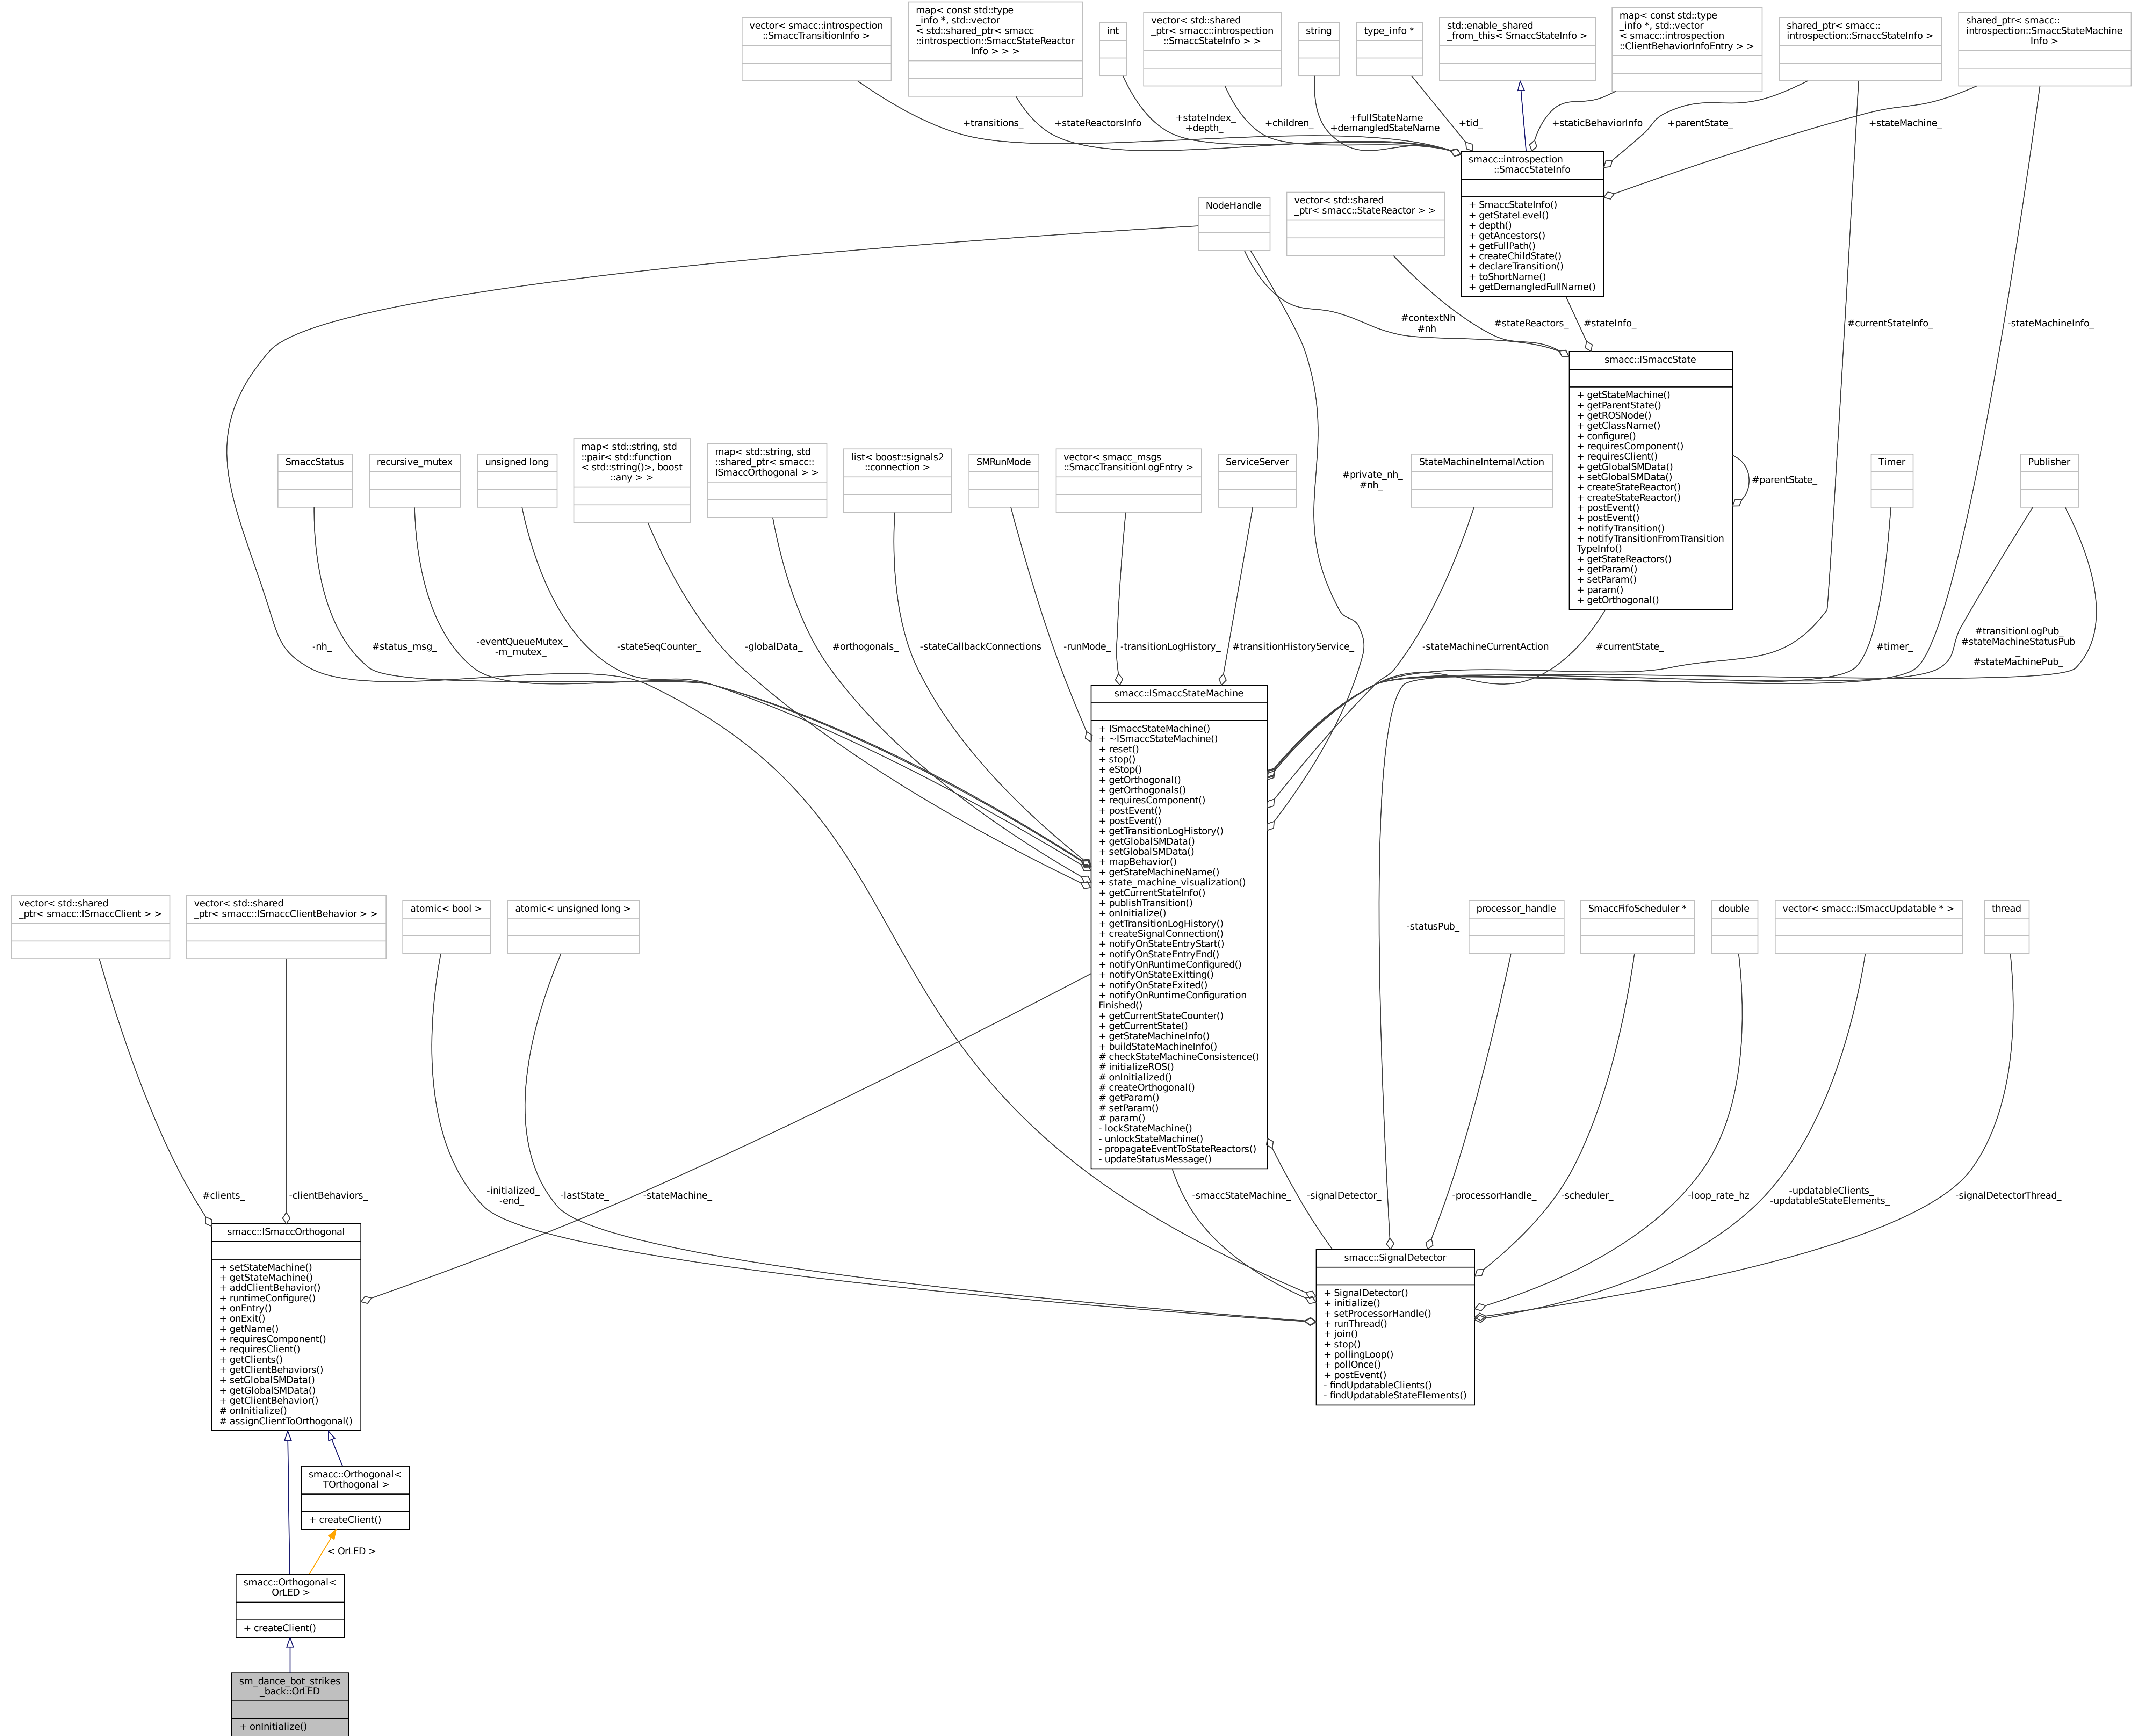 vector< smacc::introspection
::SmaccTransitionInfo >
map< const std::type
_info *, std::vector
< std::shared_ptr< smacc
::introspection::SmaccStateReactor
Info > > >
int
vector< std::shared
_ptr< smacc::introspection
::SmaccStateInfo > >
string
type_info *
std::enable_shared
_from_this< SmaccStateInfo >
map< const std::type
_info *, std::vector
< smacc::introspection
::ClientBehaviorInfoEntry > >
shared_ptr< smacc::
introspection::SmaccStateInfo >
shared_ptr< smacc::
introspection::SmaccStateMachine
Info >
+transitions_
+stateReactorsInfo
+stateIndex_
+depth_
+children_
+fullStateName
+demangledStateName
+tid_
+staticBehaviorInfo
+parentState_
+stateMachine_
smacc::introspection
::SmaccStateInfo
+ SmaccStateInfo()
+ getStateLevel()
+ depth()
+ getAncestors()
+ getFullPath()
+ createChildState()
+ declareTransition()
+ toShortName()
+ getDemangledFullName()
NodeHandle
vector< std::shared
_ptr< smacc::StateReactor > >
#contextNh
#nh
#stateReactors_
#stateInfo_
#currentStateInfo_
-stateMachineInfo_
smacc::ISmaccState
+ getStateMachine()
+ getParentState()
+ getROSNode()
+ getClassName()
+ configure()
+ requiresComponent()
+ requiresClient()
+ getGlobalSMData()
+ setGlobalSMData()
+ createStateReactor()
+ createStateReactor()
+ postEvent()
+ postEvent()
+ notifyTransition()
+ notifyTransitionFromTransition
TypeInfo()
+ getStateReactors()
+ getParam()
+ setParam()
+ param()
+ getOrthogonal()
#parentState_
SmaccStatus
recursive_mutex
unsigned long
map< std::string, std
::pair< std::function
< std::string()>, boost
::any > >
map< std::string, std
::shared_ptr< smacc::
ISmaccOrthogonal > >
list< boost::signals2
::connection >
SMRunMode
vector< smacc_msgs
::SmaccTransitionLogEntry >
ServiceServer
#private_nh_
#nh_
StateMachineInternalAction
Timer
Publisher
-nh_
#status_msg_
-eventQueueMutex_
-m_mutex_
-stateSeqCounter_
-globalData_
#orthogonals_
-stateCallbackConnections
-runMode_
-transitionLogHistory_
#transitionHistoryService_
-stateMachineCurrentAction
#currentState_
#timer_
#transitionLogPub_
#stateMachineStatusPub
_
#stateMachinePub_
smacc::ISmaccStateMachine
+ ISmaccStateMachine()
+ ~ISmaccStateMachine()
+ reset()
+ stop()
+ eStop()
+ getOrthogonal()
+ getOrthogonals()
+ requiresComponent()
+ postEvent()
+ postEvent()
+ getTransitionLogHistory()
+ getGlobalSMData()
+ setGlobalSMData()
+ mapBehavior()
+ getStateMachineName()
+ state_machine_visualization()
+ getCurrentStateInfo()
+ publishTransition()
+ onInitialize()
+ getTransitionLogHistory()
+ createSignalConnection()
+ notifyOnStateEntryStart()
+ notifyOnStateEntryEnd()
+ notifyOnRuntimeConfigured()
+ notifyOnStateExitting()
+ notifyOnStateExited()
+ notifyOnRuntimeConfiguration
Finished()
+ getCurrentStateCounter()
+ getCurrentState()
+ getStateMachineInfo()
+ buildStateMachineInfo()
# checkStateMachineConsistence()
# initializeROS()
# onInitialized()
# createOrthogonal()
# getParam()
# setParam()
# param()
- lockStateMachine()
- unlockStateMachine()
- propagateEventToStateReactors()
- updateStatusMessage()
vector< std::shared
_ptr< smacc::ISmaccClient > >
vector< std::shared
_ptr< smacc::ISmaccClientBehavior > >
atomic< bool >
atomic< unsigned long >
-statusPub_
processor_handle
SmaccFifoScheduler *
double
vector< smacc::ISmaccUpdatable * >
thread
#clients_
-clientBehaviors_
-initialized_
-end_
-lastState_
-stateMachine_
-smaccStateMachine_
-signalDetector_
-processorHandle_
-scheduler_
-loop_rate_hz
-updatableClients_
-updatableStateElements_
-signalDetectorThread_
smacc::ISmaccOrthogonal
+ setStateMachine()
+ getStateMachine()
+ addClientBehavior()
+ runtimeConfigure()
+ onEntry()
+ onExit()
+ getName()
+ requiresComponent()
+ requiresClient()
+ getClients()
+ getClientBehaviors()
+ setGlobalSMData()
+ getGlobalSMData()
+ getClientBehavior()
# onInitialize()
# assignClientToOrthogonal()
smacc::SignalDetector
+ SignalDetector()
+ initialize()
+ setProcessorHandle()
+ runThread()
+ join()
+ stop()
+ pollingLoop()
+ pollOnce()
+ postEvent()
- findUpdatableClients()
- findUpdatableStateElements()
smacc::Orthogonal<
TOrthogonal >
+ createClient()
< OrLED >
smacc::Orthogonal<
OrLED >
+ createClient()
sm_dance_bot_strikes
_back::OrLED
+ onInitialize()